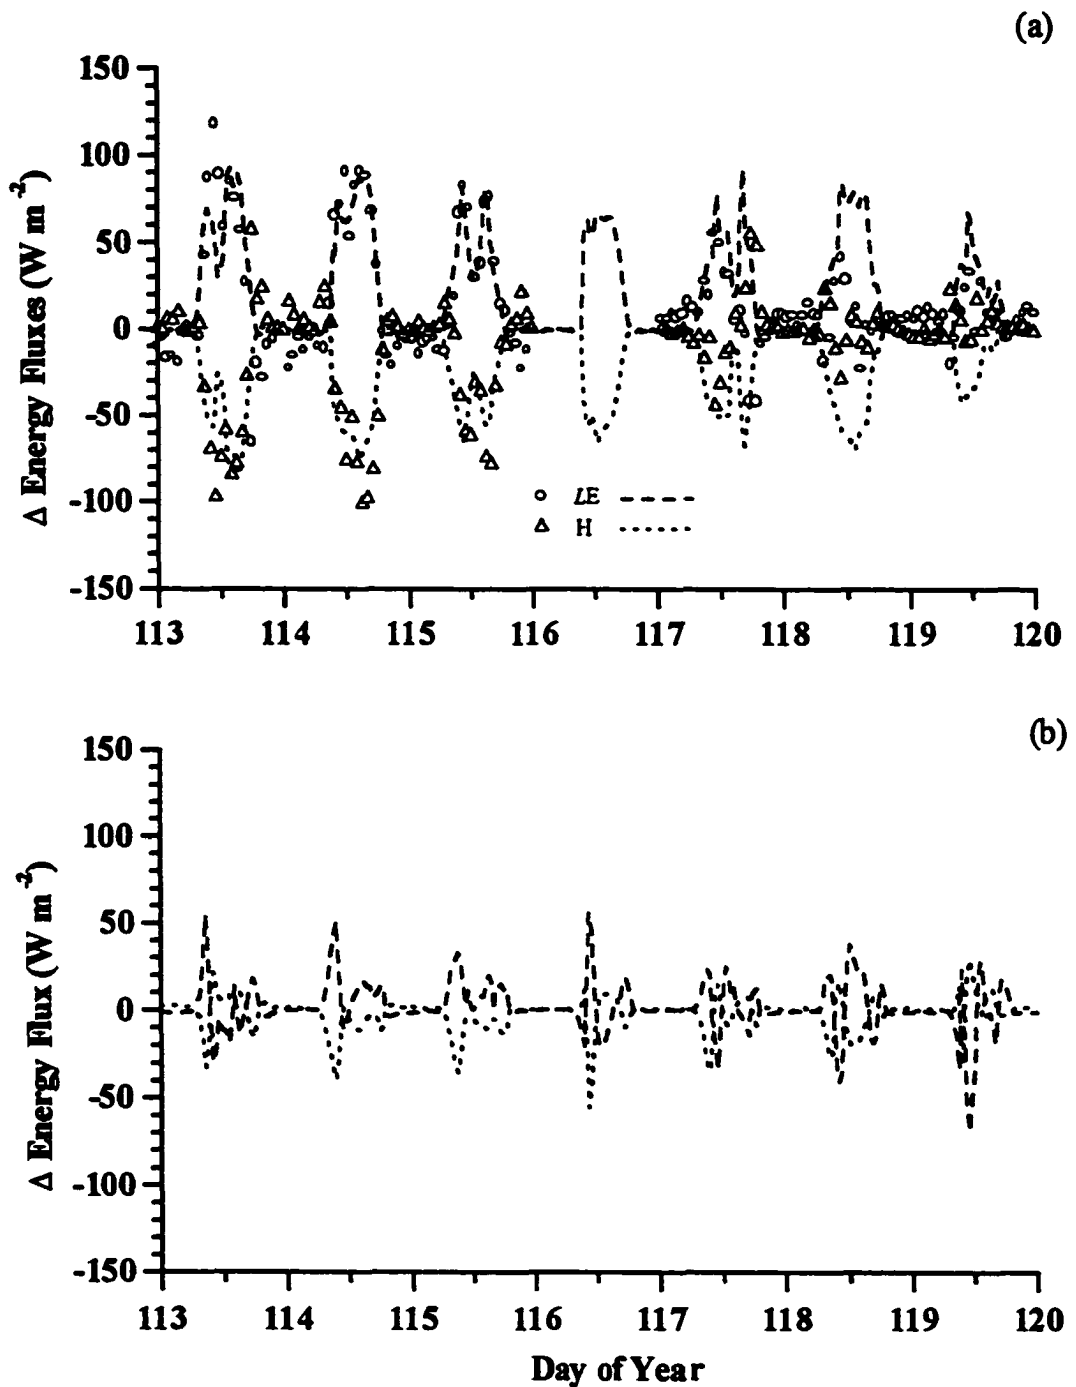 (a)
Δ Energy Fluxes (W m⁻²)
150
100
50
0
-50
-100
-150
LE
H
113 114 115 116 117 118 119 120
(b)
Δ Energy Flux (W m⁻²)
150
100
50
0
-50
-100
-150
113 114 115 116 117 118 119 120
Day of Year